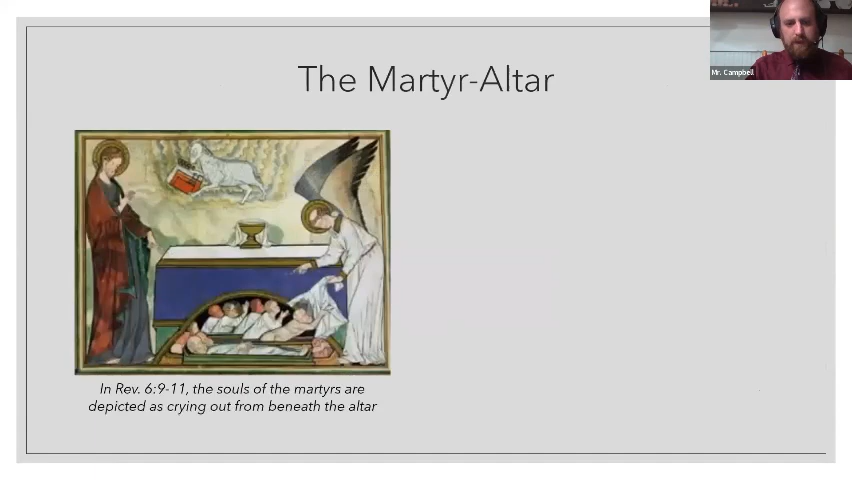 The Martyr-Altar
Mr. Campbell
In Rev. 6:9-11, the souls of the martyrs are
depicted as crying out from beneath the altar